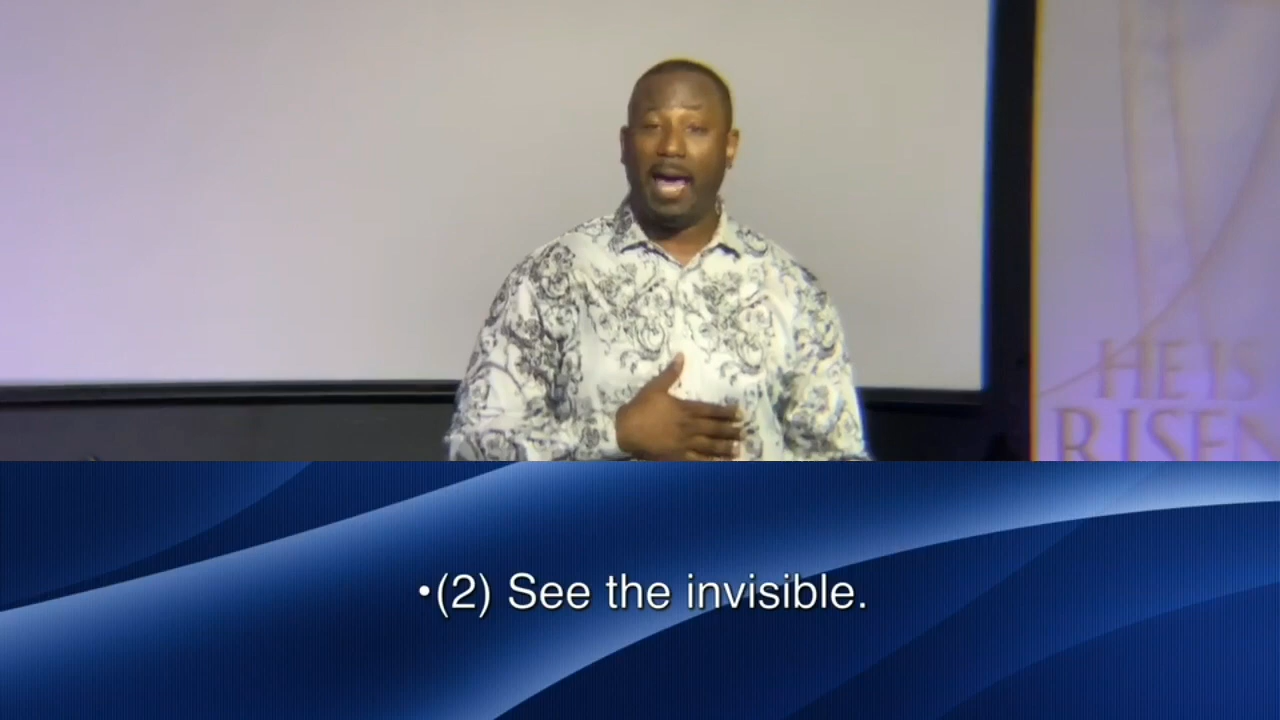 HE IS
RISEN
•(2) See the invisible.